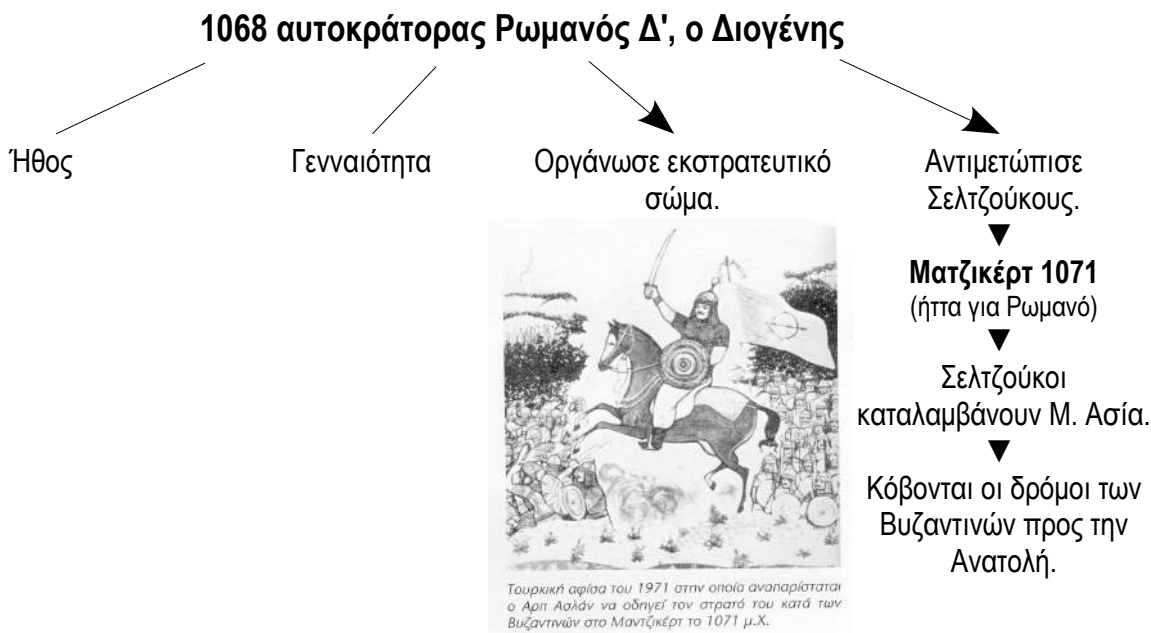 1068 αυτοκράτορας Ρωμανός Δ', ο Διογένης
Ήθος
Γενναιότητα
Οργάνωσε εκστρατευτικό
σώμα.
Αντιμετώπισε
Σελτζούκους.
Ματζικέρτ 1071
(ήττα για Ρωμανό)
Σελτζούκοι
καταλαμβάνουν Μ. Ασία.
Κόβονται οι δρόμοι των
Βυζαντινών προς την
Ανατολή.
Τουρκική αφίσα του 1971 στην οποία αναπαρίσταται
ο Αρπ Ασλάν να οδηγεί τον στρατό του κατά των
Βυζαντινών στο Μαντζικέρτ το 1071 μ.Χ.